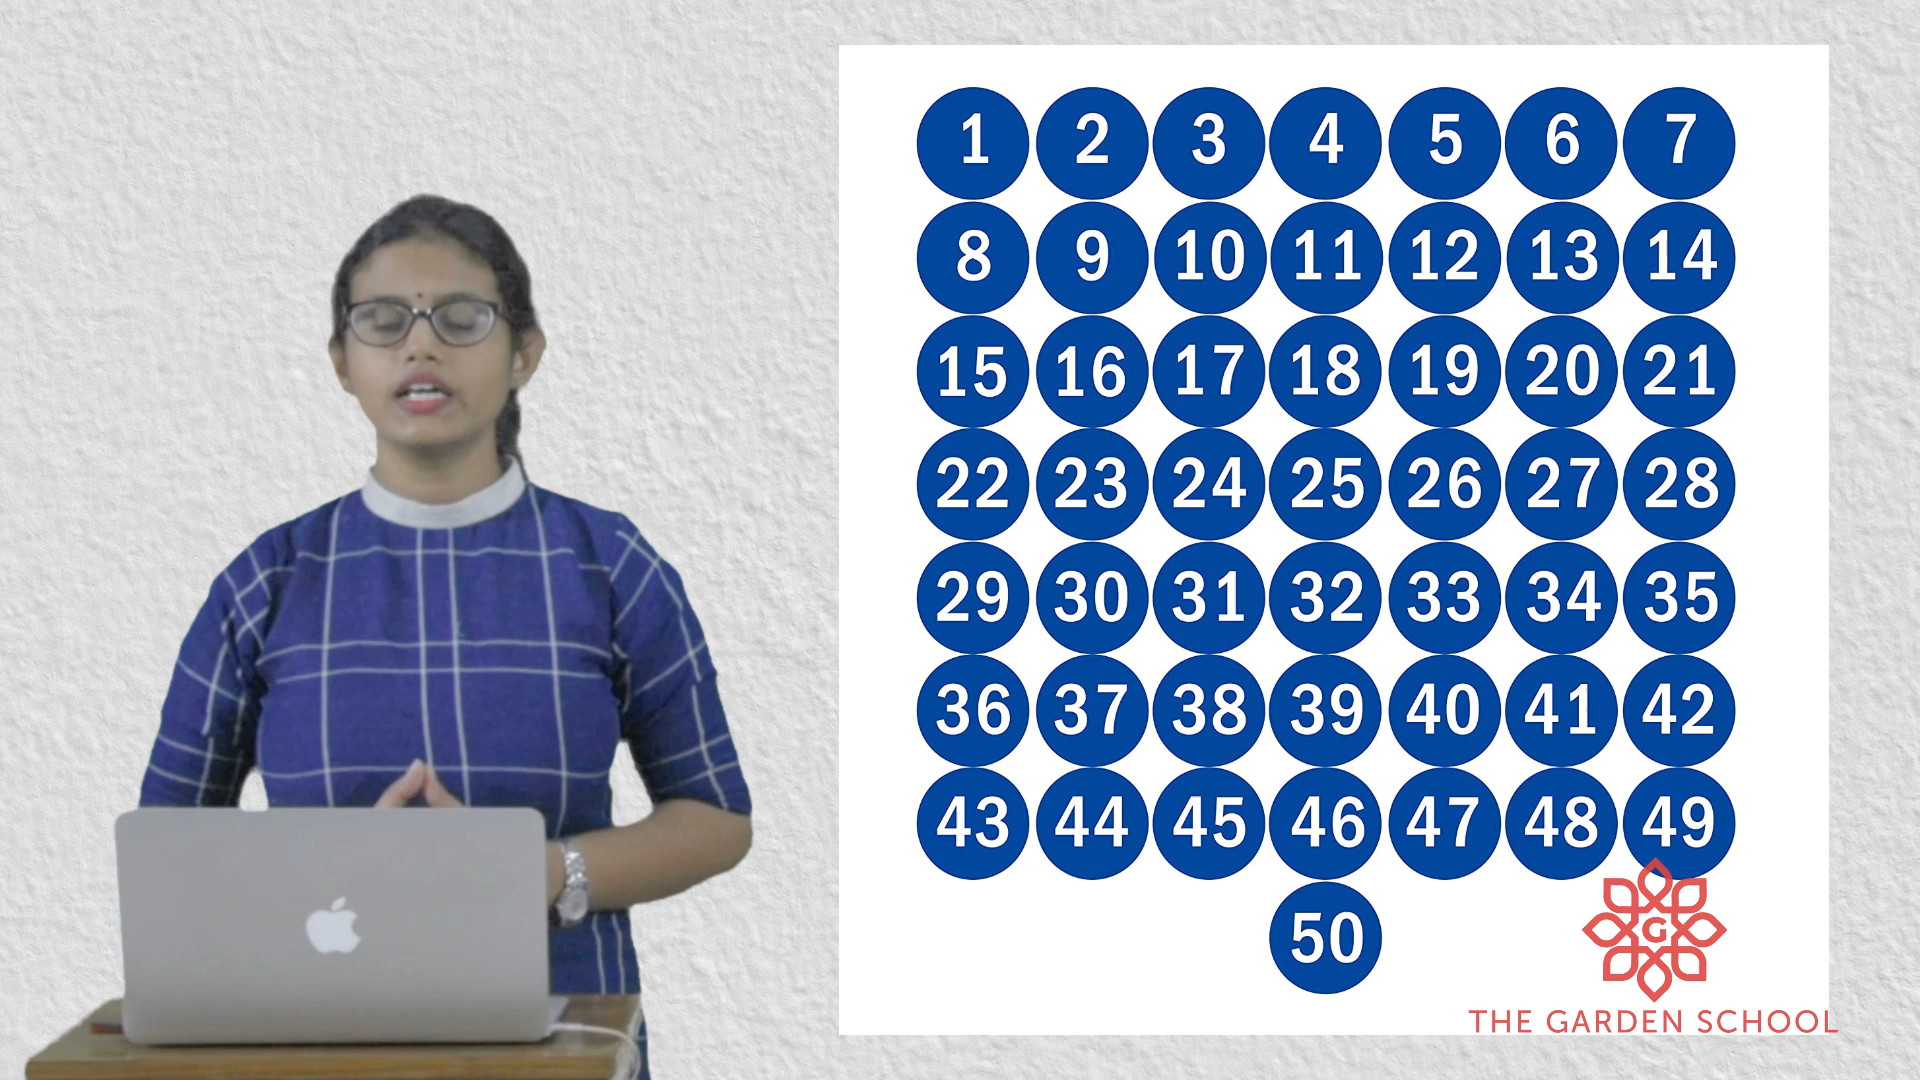 1 2 3 4 5 6 7
8 9 10 11 12 13 14
15 16 17 18 19 20 21
22 23 24 25 26 27 28
29 30 31 32 33 34 35
36 37 38 39 40 41 42
43 44 45 46 47 48 49
50
G
THE GARDEN SCHOOL